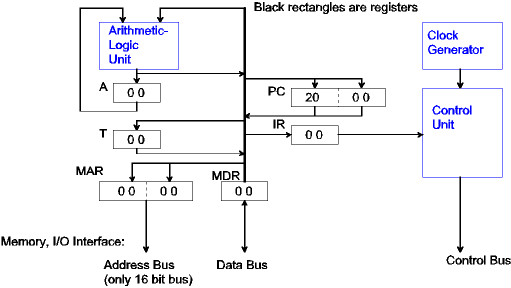 Black rectangles are registers
Arithmetic-
Logic
Unit
Clock
Generator
A
0 0
PC
20 0 0
Control
Unit
T
0 0
IR
0 0
MAR
0 0 0 0
MDR
0 0
Memory, I/O Interface:
Address Bus
(only 16 bit bus)
Data Bus
Control Bus